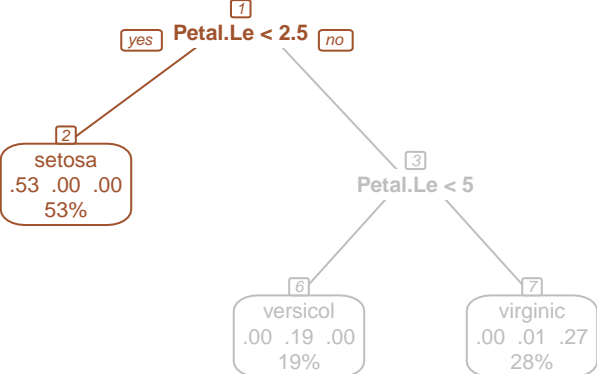 1
Petal.Le < 2.5
yes
no
2
setosa
.53 .00 .00
53%
3
Petal.Le < 5
6
versicol
.00 .19 .00
19%
7
virginic
.00 .01 .27
28%